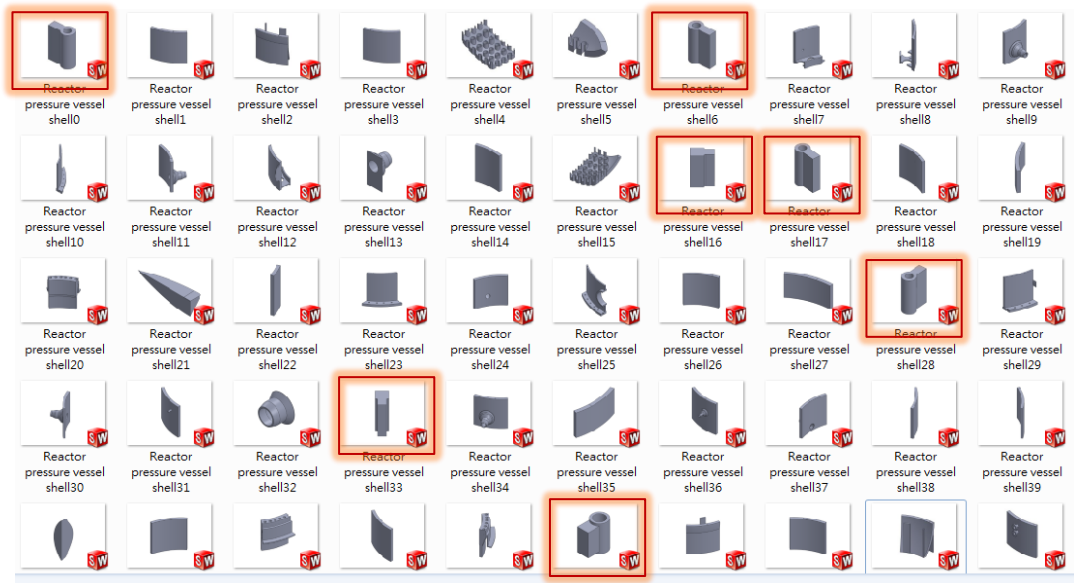 Reactor Reactor Reactor Reactor Reactor Reactor Reactor Reactor Reactor Reactor
pressure vessel pressure vessel pressure vessel pressure vessel pressure vessel pressure vessel pressure vessel pressure vessel pressure vessel pressure vessel
shell0 shell1 shell2 shell3 shell4 shell5 shell6 shell7 shell8 shell9
Reactor Reactor Reactor Reactor Reactor Reactor Reactor Reactor Reactor Reactor
pressure vessel pressure vessel pressure vessel pressure vessel pressure vessel pressure vessel pressure vessel pressure vessel pressure vessel pressure vessel
shell10 shell11 shell12 shell13 shell14 shell15 shell16 shell17 shell18 shell19
Reactor Reactor Reactor Reactor Reactor Reactor Reactor Reactor Reactor Reactor
pressure vessel pressure vessel pressure vessel pressure vessel pressure vessel pressure vessel pressure vessel pressure vessel pressure vessel pressure vessel
shell20 shell21 shell22 shell23 shell24 shell25 shell26 shell27 shell28 shell29
Reactor Reactor Reactor Reactor Reactor Reactor Reactor Reactor Reactor Reactor
pressure vessel pressure vessel pressure vessel pressure vessel pressure vessel pressure vessel pressure vessel pressure vessel pressure vessel pressure vessel
shell30 shell31 shell32 shell33 shell34 shell35 shell36 shell37 shell38 shell39